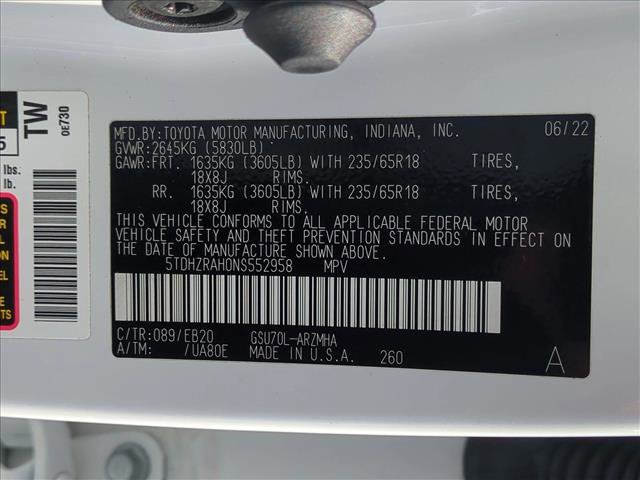 MFD.BY:TOYOTA MOTOR MANUFACTURING, INDIANA, INC. 06/22
GVWR:2645KG (5830LB)
GAWR:FRT. 1635KG (3605LB) WITH 235/65R18 TIRES,
18X8J RIMS.
RR. 1635KG (3605LB) WITH 235/65R18 TIRES,
18X8J RIMS.
THIS VEHICLE CONFORMS TO ALL APPLICABLE FEDERAL MOTOR
VEHICLE SAFETY AND THEFT PREVENTION STANDARDS IN EFFECT ON
THE DATE OF MANUFACTURE SHOWN ABOVE.
5TDHZRAH0NS552958 MPV
C/TR:089/EB20 GSU70L-ARZMHA
A/TM: /UA80E MADE IN U.S.A. 260 A
TW
0E730
T
5
lbs.
lb.